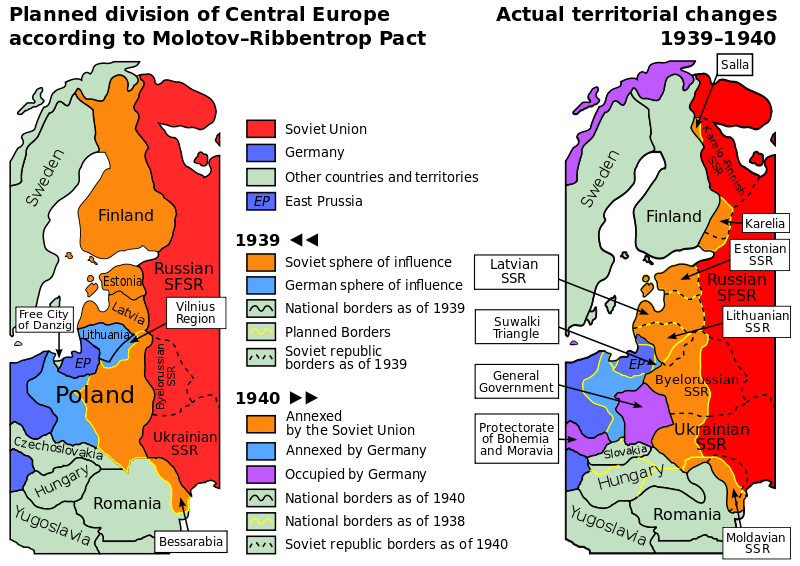 Planned division of Central Europe
according to Molotov–Ribbentrop Pact
Actual territorial changes
1939–1940
Sweden
Finland
Estonia
Russian
SFSR
Latvia
Vilnius
Region
Free City
of Danzig
Lithuania
EP
Poland
Byelorussian
SSR
Ukrainian
SSR
Czechoslovakia
Hungary
Romania
Yugoslavia
Bessarabia
Soviet Union
Germany
Other countries and territories
EP
East Prussia
1939 ◄◄
Soviet sphere of influence
German sphere of influence
National borders as of 1939
Planned Borders
Soviet republic
borders as of 1939
1940 ►►
Annexed
by the Soviet Union
Annexed by Germany
Occupied by Germany
National borders as of 1940
National borders as of 1938
Soviet republic borders as of 1940
Salla
Karelo-Finnish
SSR
Sweden
Finland
Karelia
Estonian
SSR
Latvian
SSR
Russian
SFSR
Suwalki
Triangle
Lithuanian
SSR
EP
General
Government
Byelorussian
SSR
Protectorate
of Bohemia
and Moravia
Ukrainian
SSR
Slovakia
Hungary
Romania
Yugoslavia
Moldavian
SSR